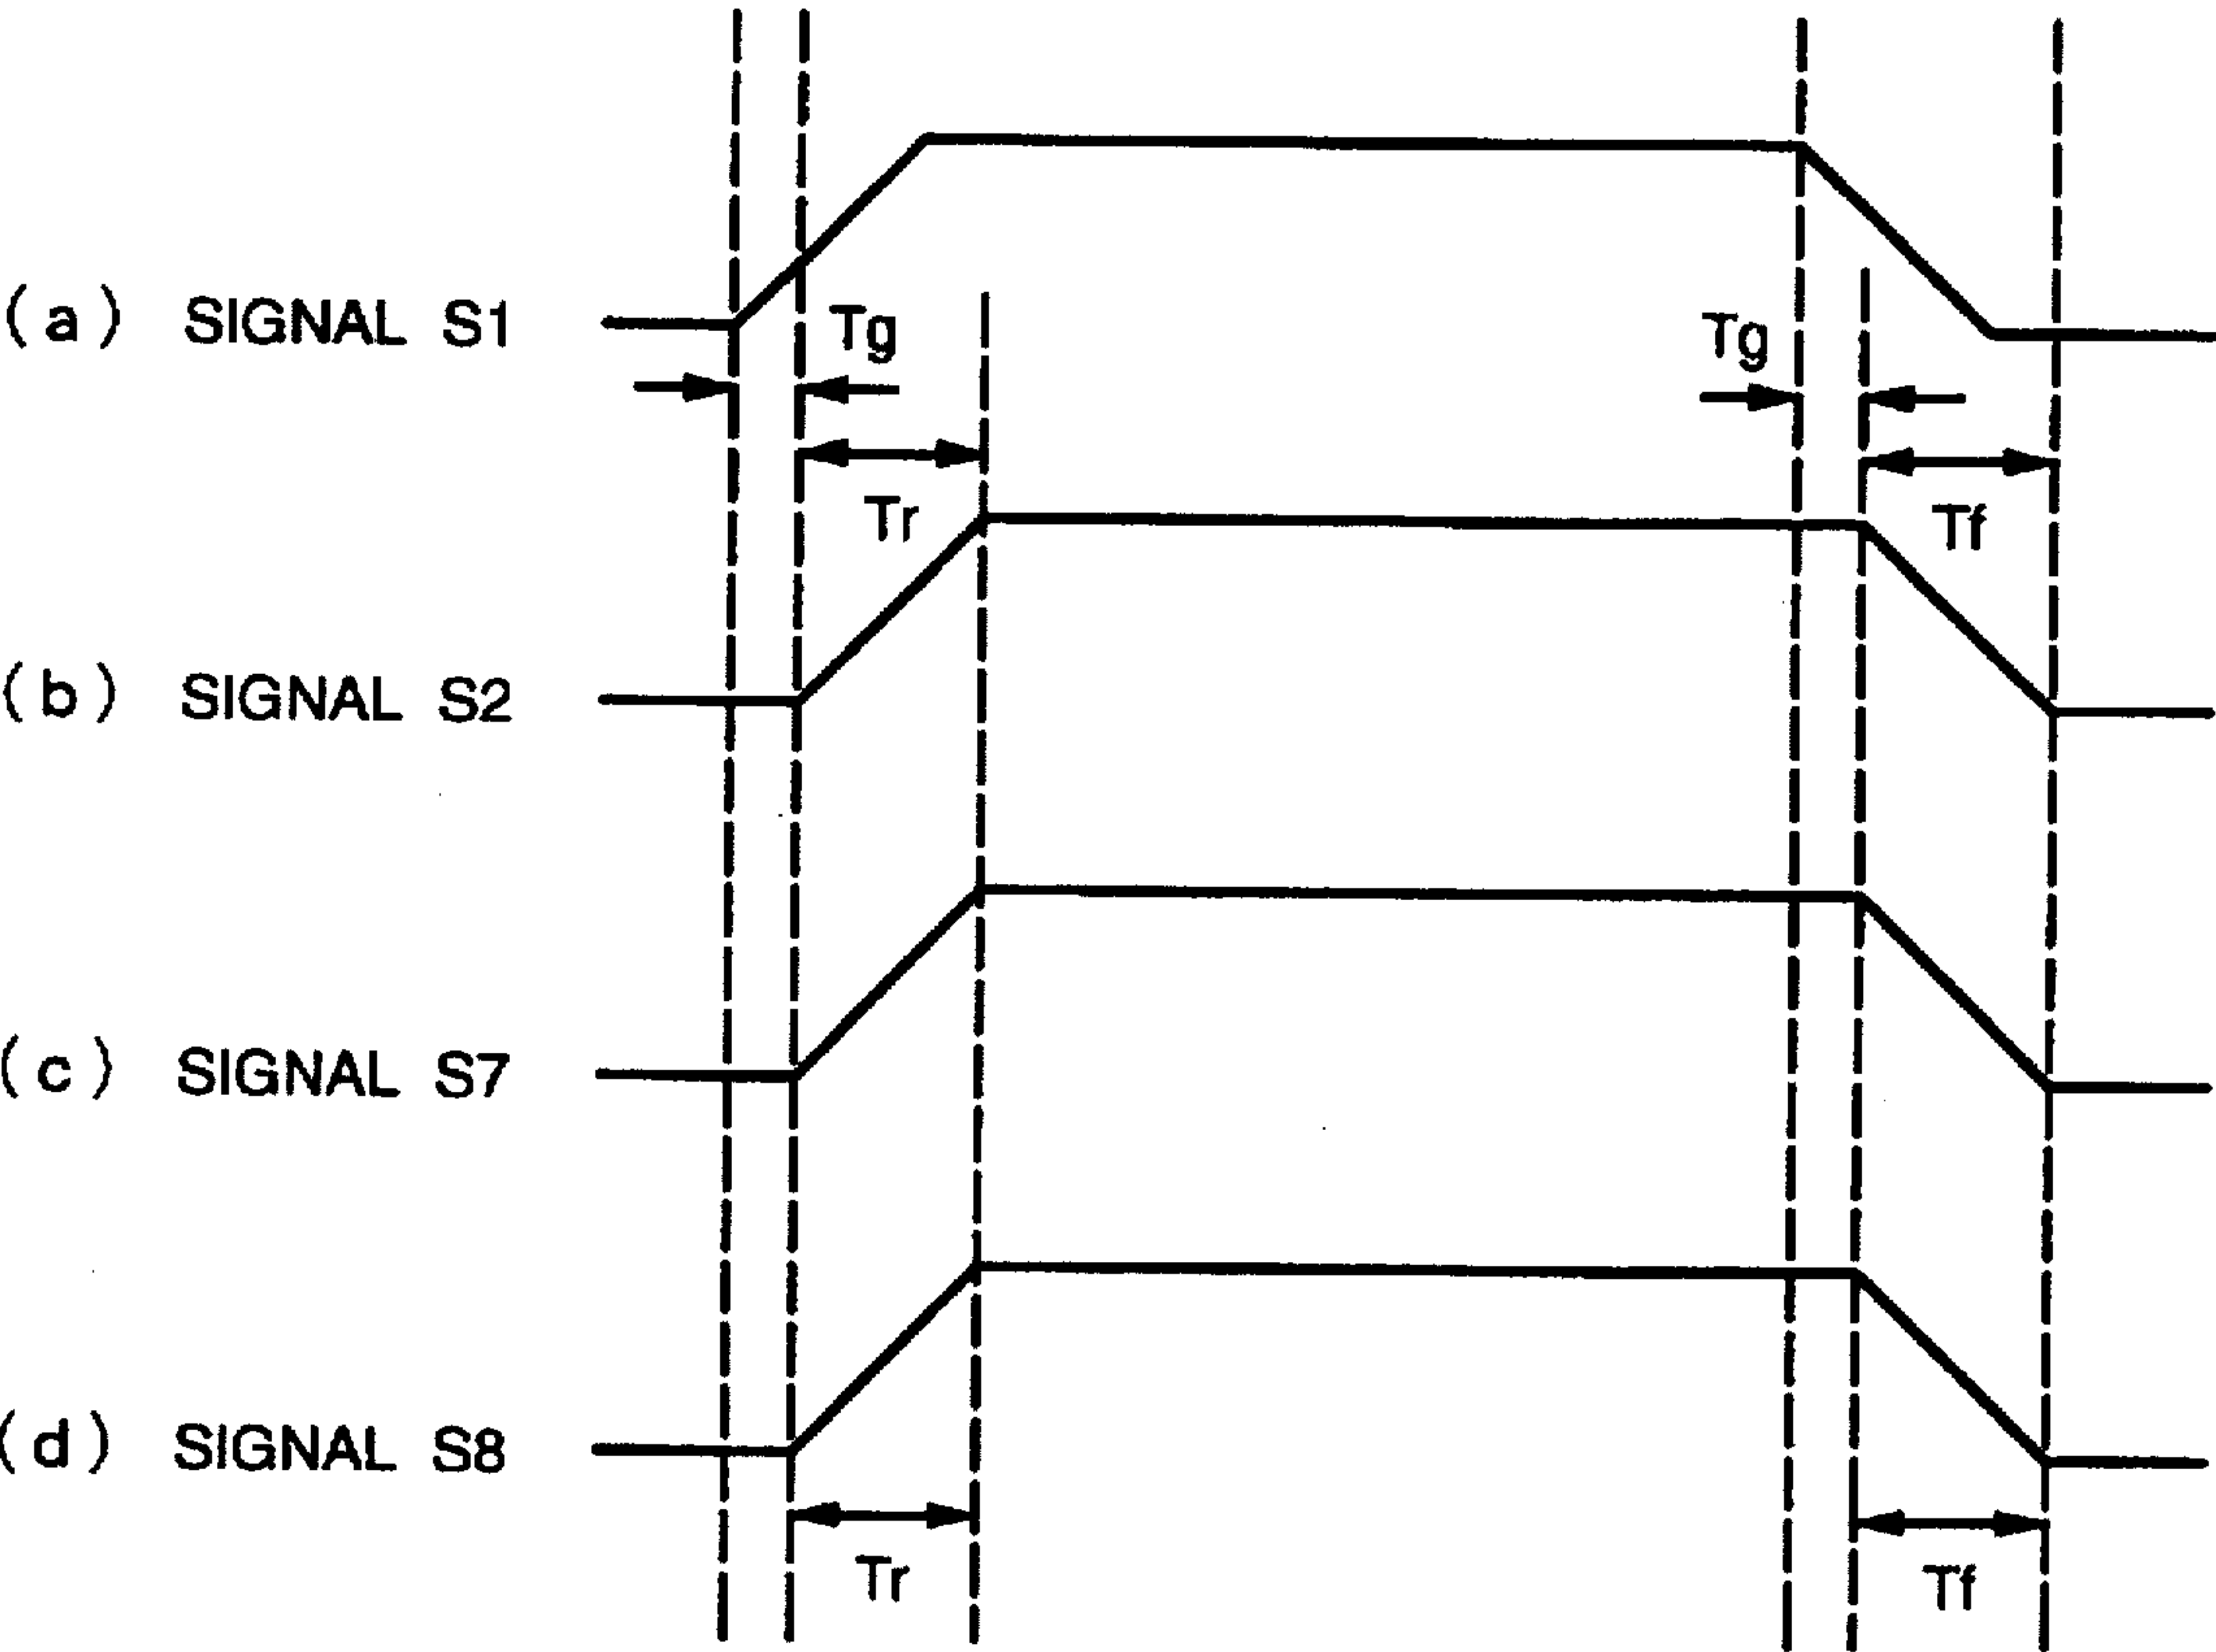 (a) SIGNAL S1
Tg
Tg
Tr
Tf
(b) SIGNAL S2
(c) SIGNAL S7
(d) SIGNAL S8
Tr
Tf